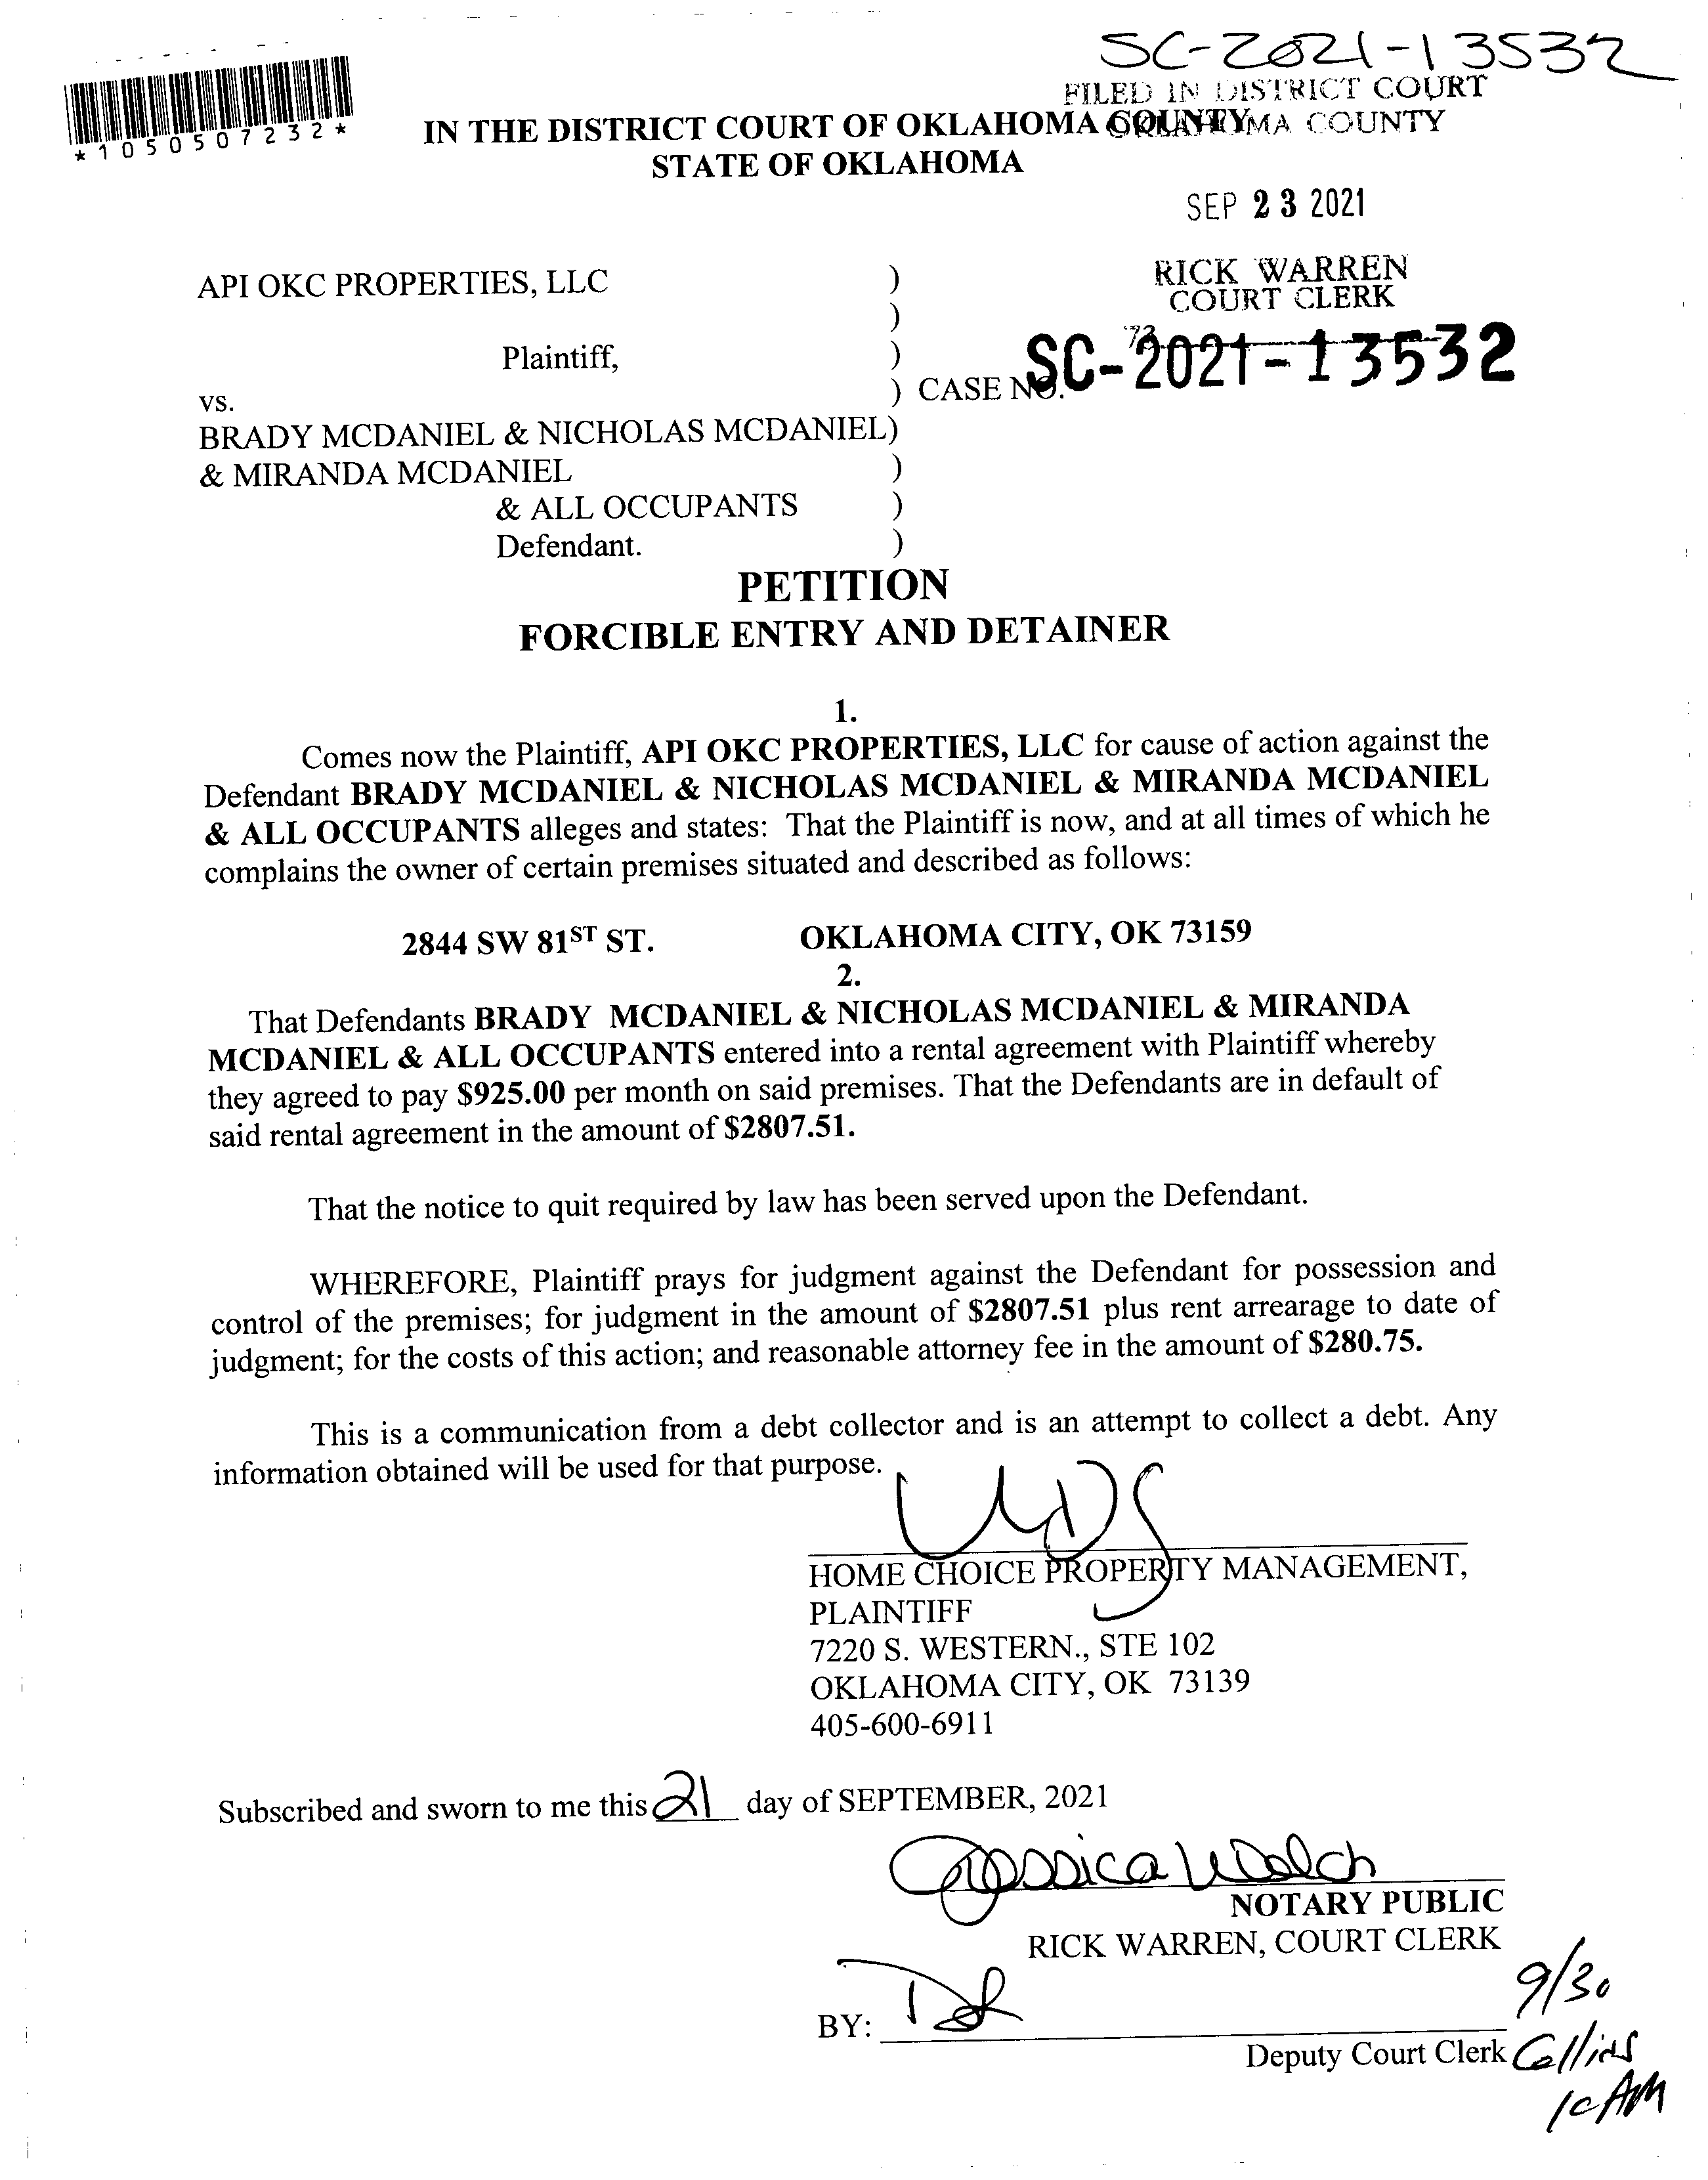 SC-2021-13532
FILED IN DISTRICT COURT
OKLAHOMA COUNTY
*1050507232*
IN THE DISTRICT COURT OF OKLAHOMA COUNTY
STATE OF OKLAHOMA
SEP 23 2021
RICK WARREN
COURT CLERK
73
API OKC PROPERTIES, LLC )
)
Plaintiff, )
vs. ) CASE NO. SC-2021-13532
BRADY MCDANIEL & NICHOLAS MCDANIEL)
& MIRANDA MCDANIEL )
& ALL OCCUPANTS )
Defendant. )
PETITION
FORCIBLE ENTRY AND DETAINER
1.
Comes now the Plaintiff, API OKC PROPERTIES, LLC for cause of action against the
Defendant BRADY MCDANIEL & NICHOLAS MCDANIEL & MIRANDA MCDANIEL
& ALL OCCUPANTS alleges and states: That the Plaintiff is now, and at all times of which he
complains the owner of certain premises situated and described as follows:
2844 SW 81ST ST. OKLAHOMA CITY, OK 73159
2.
That Defendants BRADY MCDANIEL & NICHOLAS MCDANIEL & MIRANDA
MCDANIEL & ALL OCCUPANTS entered into a rental agreement with Plaintiff whereby
they agreed to pay $925.00 per month on said premises. That the Defendants are in default of
said rental agreement in the amount of $2807.51.
That the notice to quit required by law has been served upon the Defendant.
WHEREFORE, Plaintiff prays for judgment against the Defendant for possession and
control of the premises; for judgment in the amount of $2807.51 plus rent arrearage to date of
judgment; for the costs of this action; and reasonable attorney fee in the amount of $280.75.
This is a communication from a debt collector and is an attempt to collect a debt. Any
information obtained will be used for that purpose.
HOME CHOICE PROPERTY MANAGEMENT,
PLAINTIFF
7220 S. WESTERN., STE 102
OKLAHOMA CITY, OK 73139
405-600-6911
Subscribed and sworn to me this 21 day of SEPTEMBER, 2021
Jessica Welch
NOTARY PUBLIC
RICK WARREN, COURT CLERK
BY:
Deputy Court Clerk
9/30
Collins
10 AM